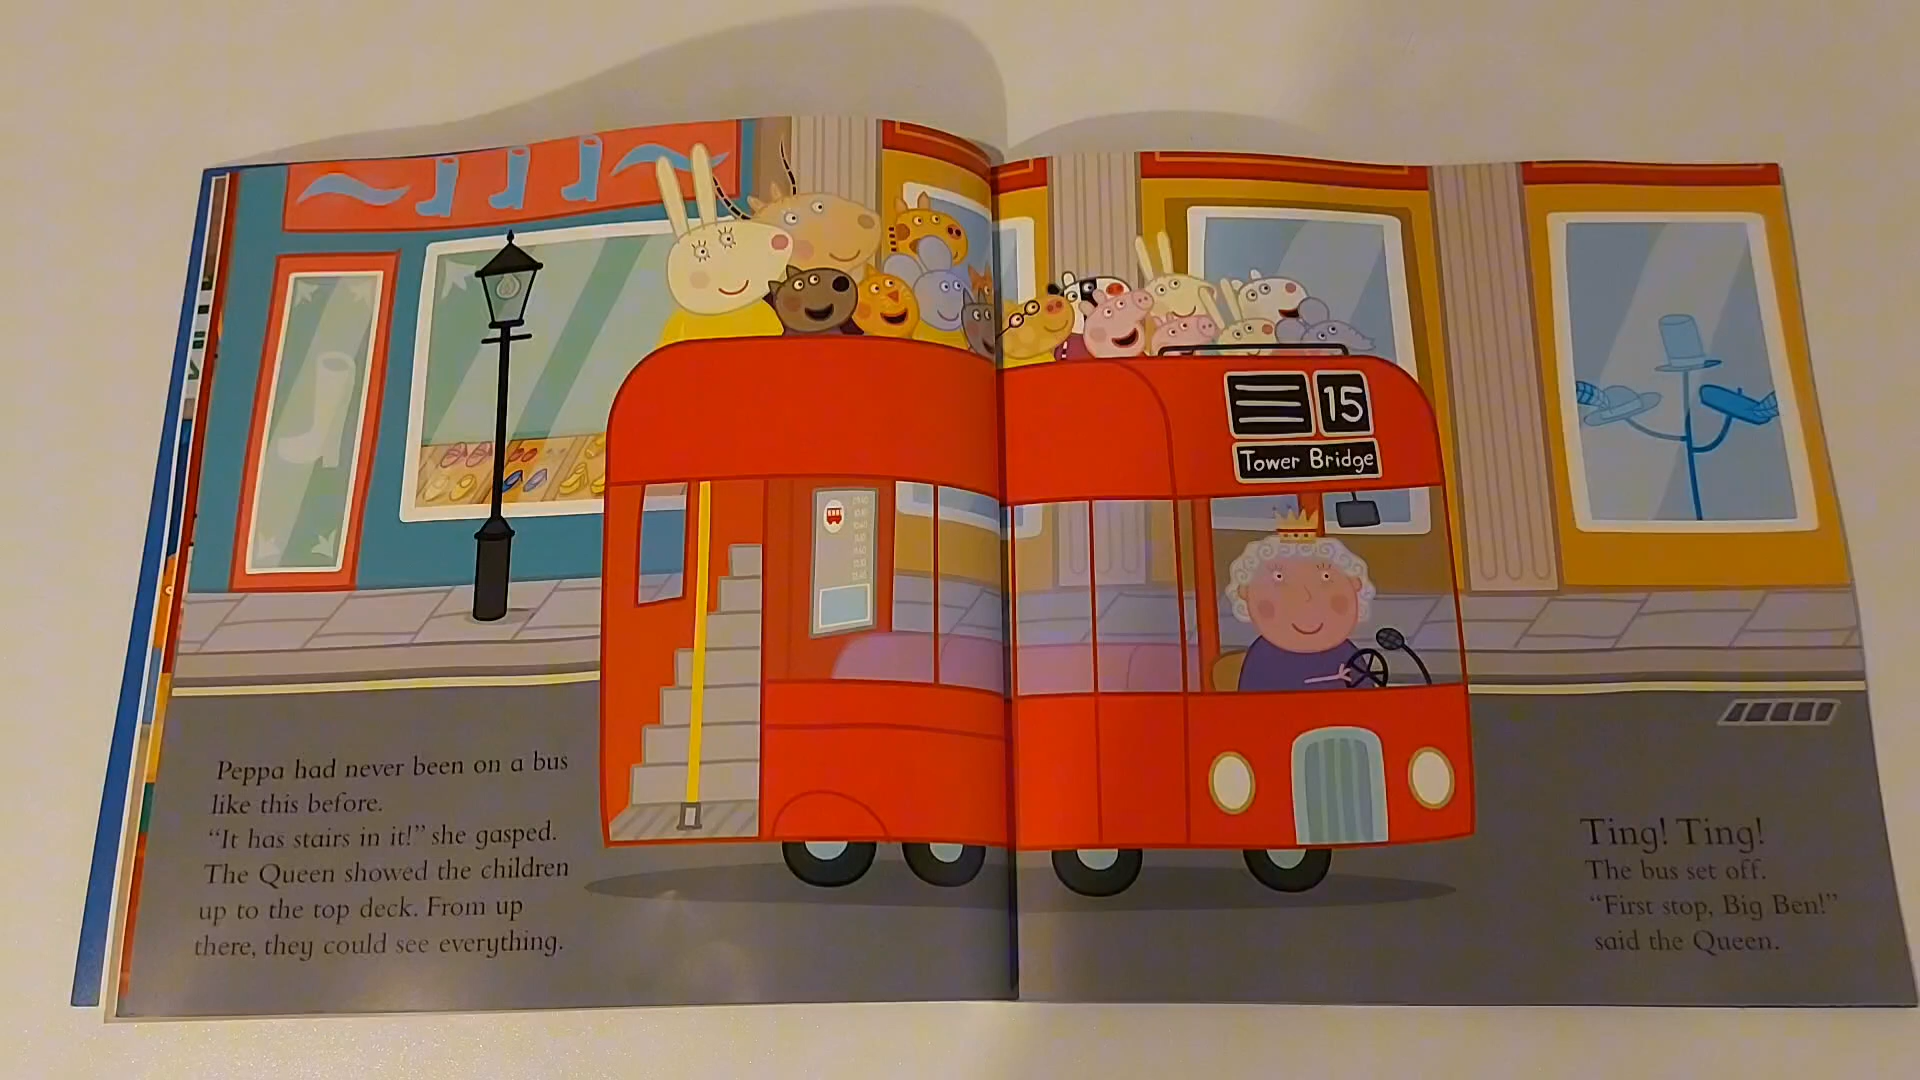 15
Tower Bridge
Peppa had never been on a bus
like this before.
“It has stairs in it!” she gasped.
The Queen showed the children
up to the top deck. From up
there, they could see everything.
Ting! Ting!
The bus set off.
“First stop, Big Ben!”
said the Queen.